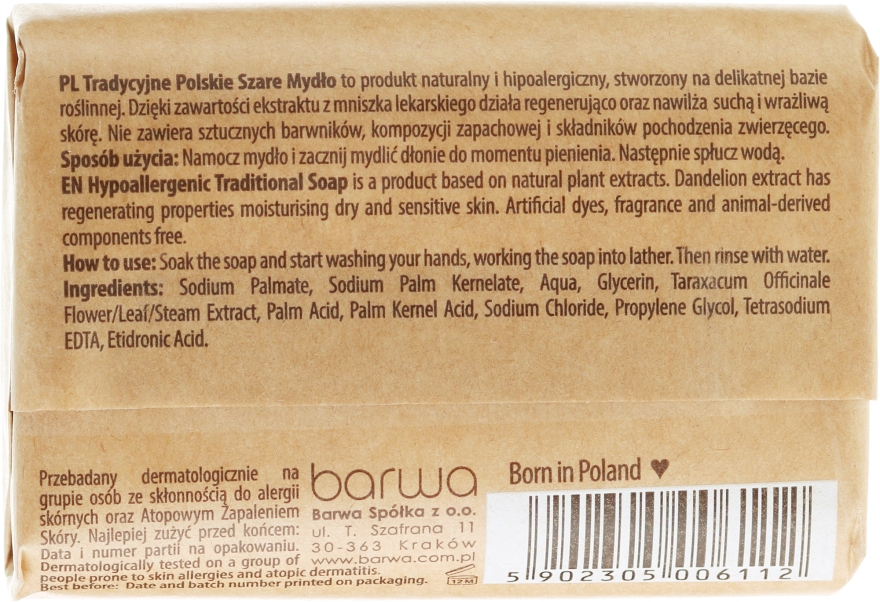 PL Tradycyjne Polskie Szare Mydło to produkt naturalny i hipoalergiczny, stworzony na delikatnej bazie
roślinnej. Dzięki zawartości ekstraktu z mniszka lekarskiego działa regenerująco oraz nawilża suchą i wrażliwą
skórę. Nie zawiera sztucznych barwników, kompozycji zapachowej i składników pochodzenia zwierzęcego.
Sposób użycia: Namocz mydło i zacznij mydlić dłonie do momentu pienienia. Następnie spłucz wodą.
EN Hypoallergenic Traditional Soap is a product based on natural plant extracts. Dandelion extract has
regenerating properties moisturising dry and sensitive skin. Artificial dyes, fragrance and animal-derived
components free.
How to use: Soak the soap and start washing your hands, working the soap into lather. Then rinse with water.
Ingredients: Sodium Palmate, Sodium Palm Kernelate, Aqua, Glycerin, Taraxacum Officinale
Flower/Leaf/Steam Extract, Palm Acid, Palm Kernel Acid, Sodium Chloride, Propylene Glycol, Tetrasodium
EDTA, Etidronic Acid.
Przebadany dermatologicznie na
grupie osób ze skłonnością do alergii
skórnych oraz Atopowym Zapaleniem
Skóry. Najlepiej zużyć przed końcem:
Data i numer partii na opakowaniu.
Dermatologically tested on a group of
People prone to skin allergies and atopic dermatitis.
Best before: Date and batch number printed on packaging.
barwa
Barwa Spółka z o.o.
ul. T. Szafrana 11
30-363 Kraków
www.barwa.com.pl
12M
Born in Poland ♥
5 902305 006112